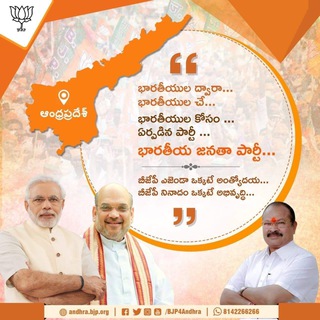 ఆంధ్రప్రదేశ్
భారతీయుల ద్వారా...
భారతీయుల చే...
భారతీయుల కోసం ...
ఏర్పడిన పార్టీ ...
భారతీయ జనతా పార్టీ...
బీజేపీ ఎజెండా ఒక్కటే అంత్యోదయ...
బీజేపీ నినాదం ఒక్కటే అభివృద్ధి...
andhra.bjp.org | /BJP4Andhra | 8142266266